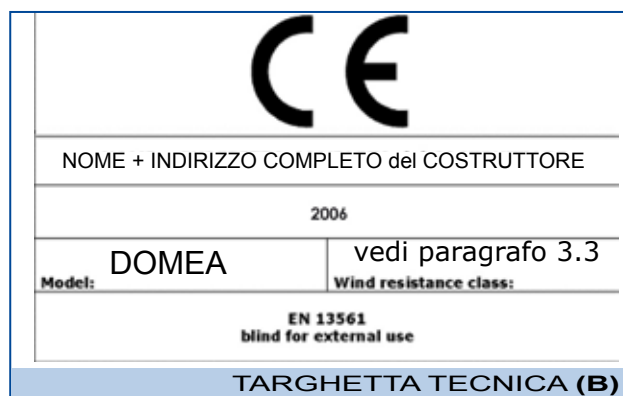 CE
NOME + INDIRIZZO COMPLETO del COSTRUTTORE
2006
Model: DOMEA
vedi paragrafo 3.3
Wind resistance class:
EN 13561
blind for external use
TARGHETTA TECNICA (B)